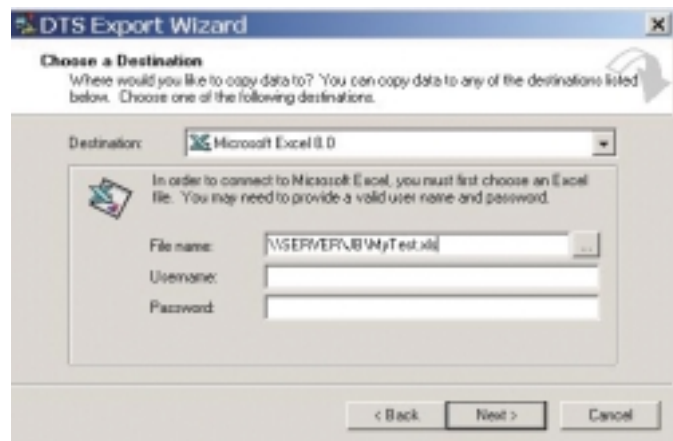 DTS Export Wizard
Choose a Destination
Where would you like to copy data to? You can copy data to any of the destinations listed
below. Choose one of the following destinations.
Destination: Microsoft Excel 8.0
In order to connect to Microsoft Excel, you must first choose an Excel
file. You may need to provide a valid user name and password.
File name: \\SERVER\JB\MyTest.xls ...
Username:
Password:
< Back Next > Cancel